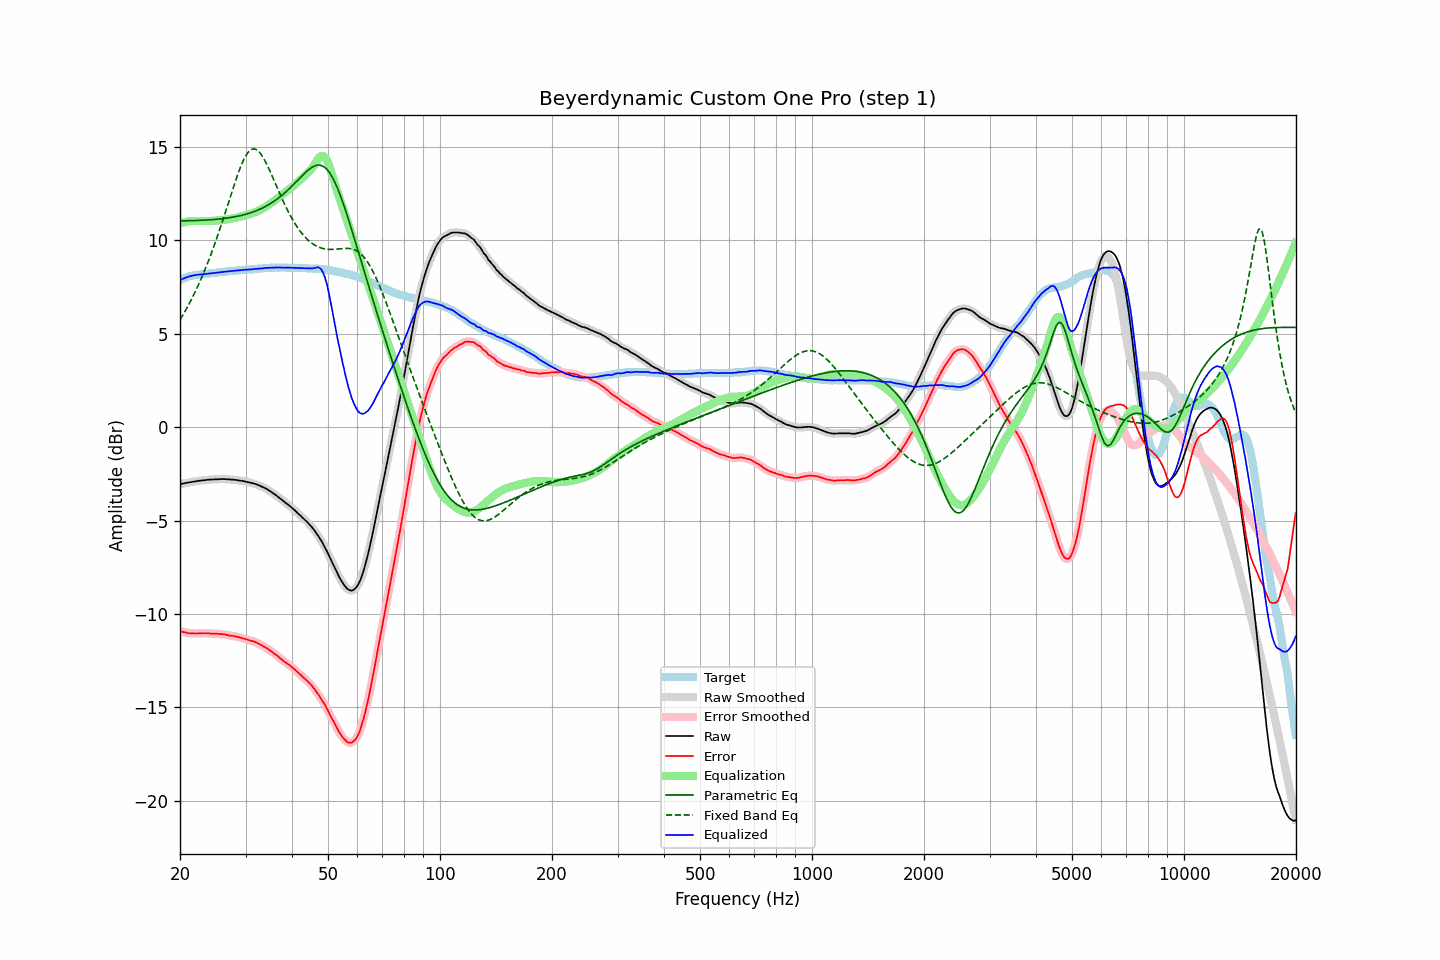 Beyerdynamic Custom One Pro (step 1)
Amplitude (dBr)
15
10
5
0
−5
−10
−15
−20
Target
Raw Smoothed
Error Smoothed
Raw
Error
Equalization
Parametric Eq
Fixed Band Eq
Equalized
20 50 100 200 500 1000 2000 5000 10000 20000
Frequency (Hz)